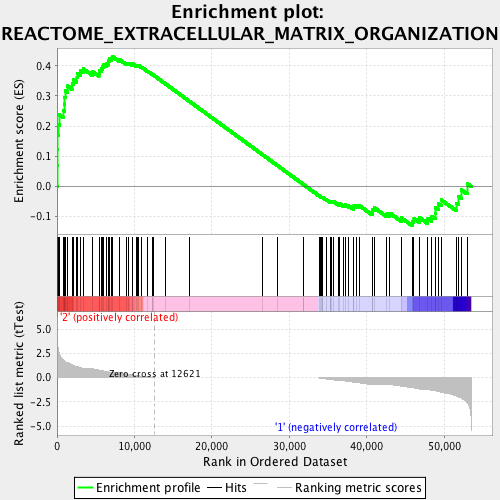 Enrichment plot:
REACTOME_EXTRACELLULAR_MATRIX_ORGANIZATION
Enrichment score (ES)
0.4
0.3
0.2
0.1
0.0
-0.1
'2' (positively correlated)
Ranked list metric (tTest)
5.0
2.5
0.0
-2.5
-5.0
Zero cross at 12621
'1' (negatively correlated)
0
10,000
20,000
30,000
40,000
50,000
Rank in Ordered Dataset
Enrichment profile
Hits
Ranking metric scores